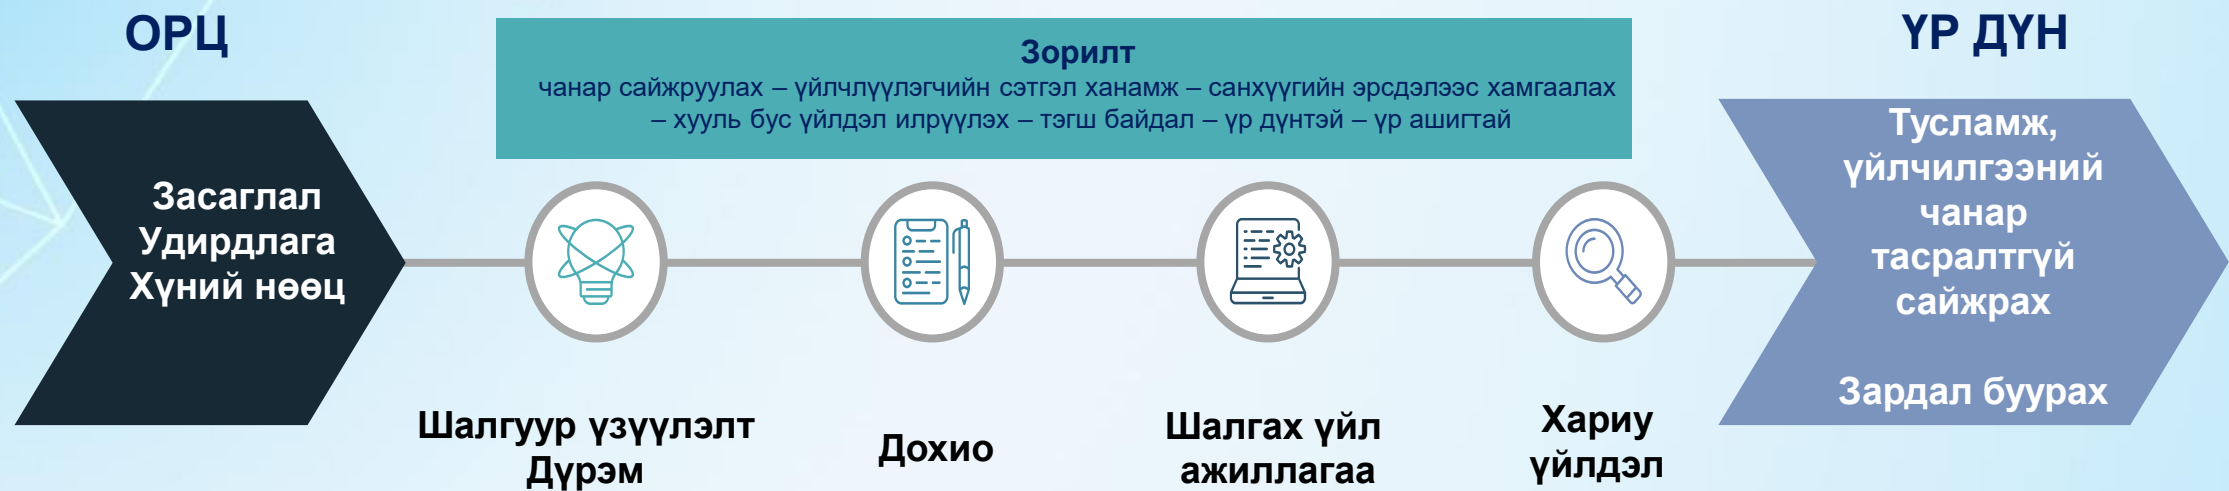 ОРЦ
Зорилт
чанар сайжруулах – үйлчлүүлэгчийн сэтгэл ханамж – санхүүгийн эрсдэлээс хамгаалах
– хууль бус үйлдэл илрүүлэх – тэгш байдал – үр дүнтэй – үр ашигтай
ҮР ДҮН
Засаглал
Удирдлага
Хүний нөөц
Шалгуур үзүүлэлт
Дүрэм
Дохио
Шалгах үйл
ажиллагаа
Хариу
үйлдэл
Тусламж,
үйлчилгээний
чанар
тасралтгүй
сайжрах
Зардал буурах